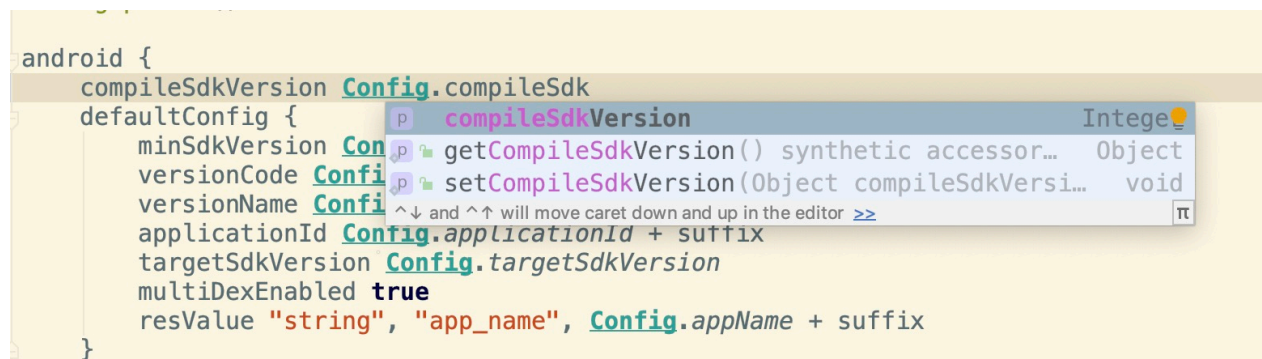 android {
compileSdkVersion Config.compileSdk
defaultConfig {
compileSdkVersion Intege
minSdkVersion Con
getCompileSdkVersion() synthetic accessor… Object
versionCode Confi
setCompileSdkVersion(Object compileSdkVersi… void
versionName Confi
^↓ and ^↑ will move caret down and up in the editor >> π
applicationId Config.applicationId + suffix
targetSdkVersion Config.targetSdkVersion
multiDexEnabled true
resValue "string", "app_name", Config.appName + suffix
}